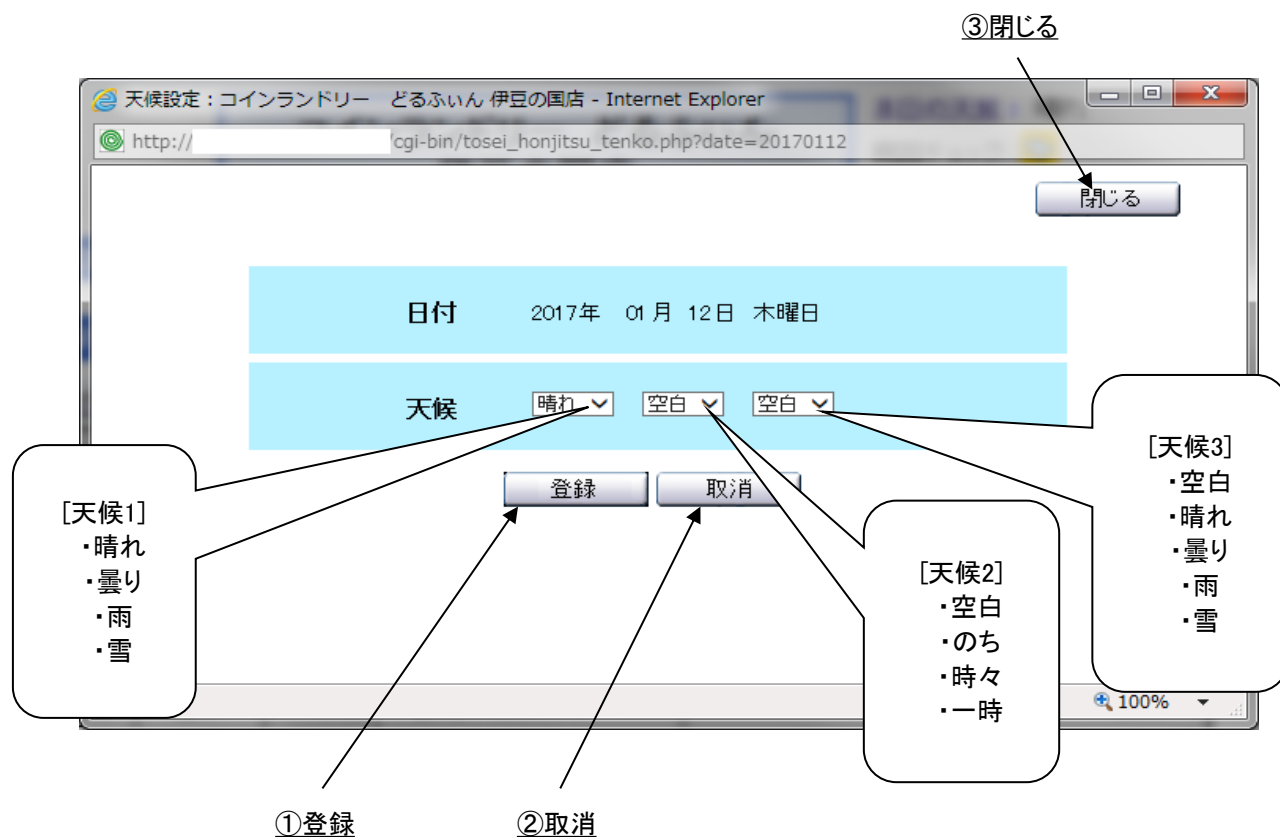 ③閉じる
天候設定：コインランドリー　どるふぃん 伊豆の国店 - Internet Explorer
http:// /cgi-bin/tosei_honjitsu_tenko.php?date=20170112
閉じる
日付 2017年 01月 12日 木曜日
天候 晴れ 空白 空白
登録 取消
[天候1]
・晴れ
・曇り
・雨
・雪
[天候2]
・空白
・のち
・時々
・一時
[天候3]
・空白
・晴れ
・曇り
・雨
・雪
100%
①登録 ②取消